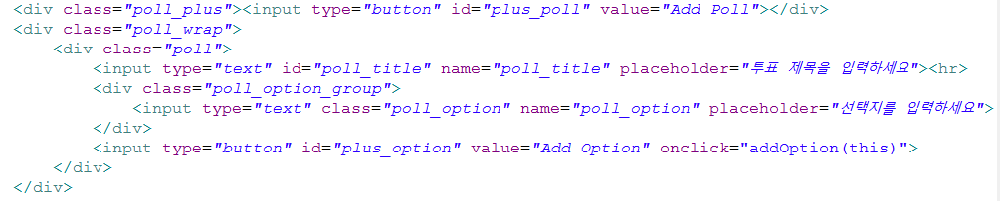 <div class="poll_plus"><input type="button" id="plus_poll" value="Add Poll"></div>
<div class="poll_wrap">
    <div class="poll">
        <input type="text" id="poll_title" name="poll_title" placeholder="투표 제목을 입력하세요"><hr>
        <div class="poll_option_group">
            <input type="text" class="poll_option" name="poll_option" placeholder="선택지를 입력하세요">
        </div>
        <input type="button" id="plus_option" value="Add Option" onclick="addOption(this)">
    </div>
</div>